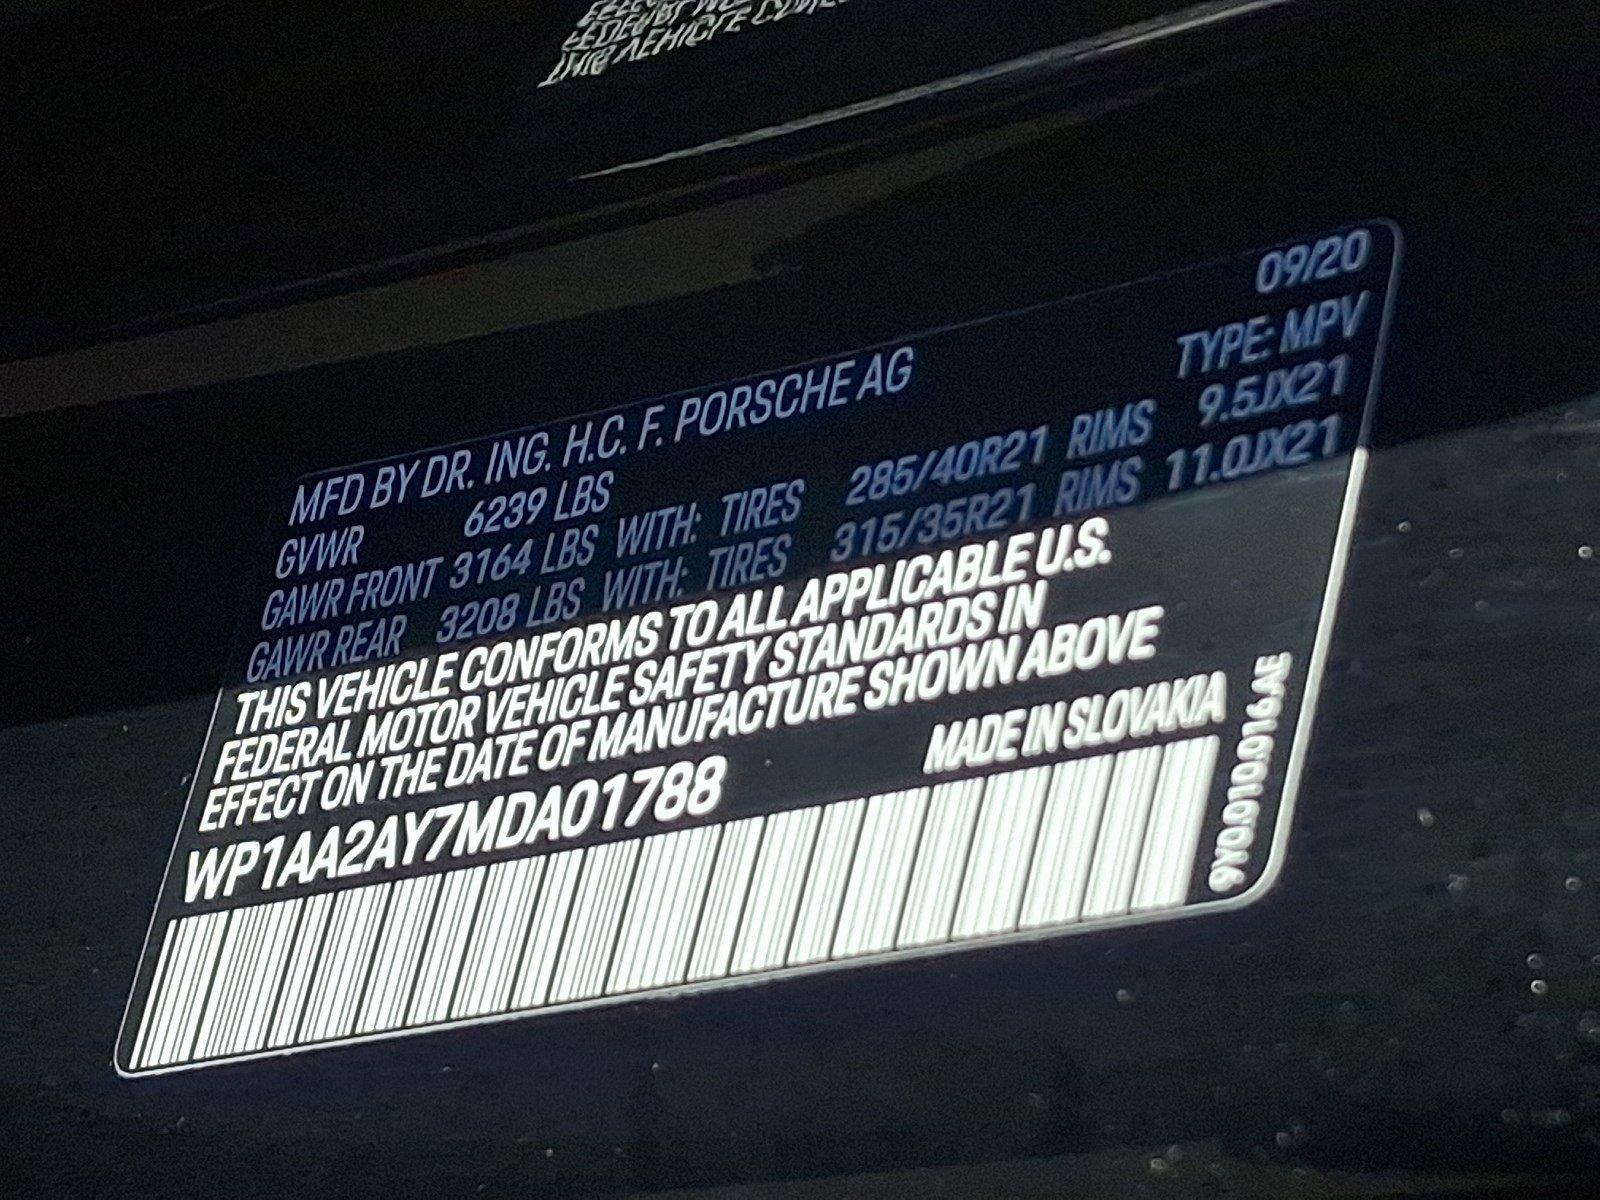 09/20
MFD BY DR. ING. H.C. F. PORSCHE AG TYPE: MPV
GVWR 6239 LBS
GAWR FRONT 3164 LBS WITH: TIRES 285/40R21 RIMS 9.5JX21
GAWR REAR 3208 LBS WITH: TIRES 315/35R21 RIMS 11.0JX21
THIS VEHICLE CONFORMS TO ALL APPLICABLE U.S.
FEDERAL MOTOR VEHICLE SAFETY STANDARDS IN
EFFECT ON THE DATE OF MANUFACTURE SHOWN ABOVE
WP1AA2AY7MDA01788 MADE IN SLOVAKIA
9Y0.010.916.AE